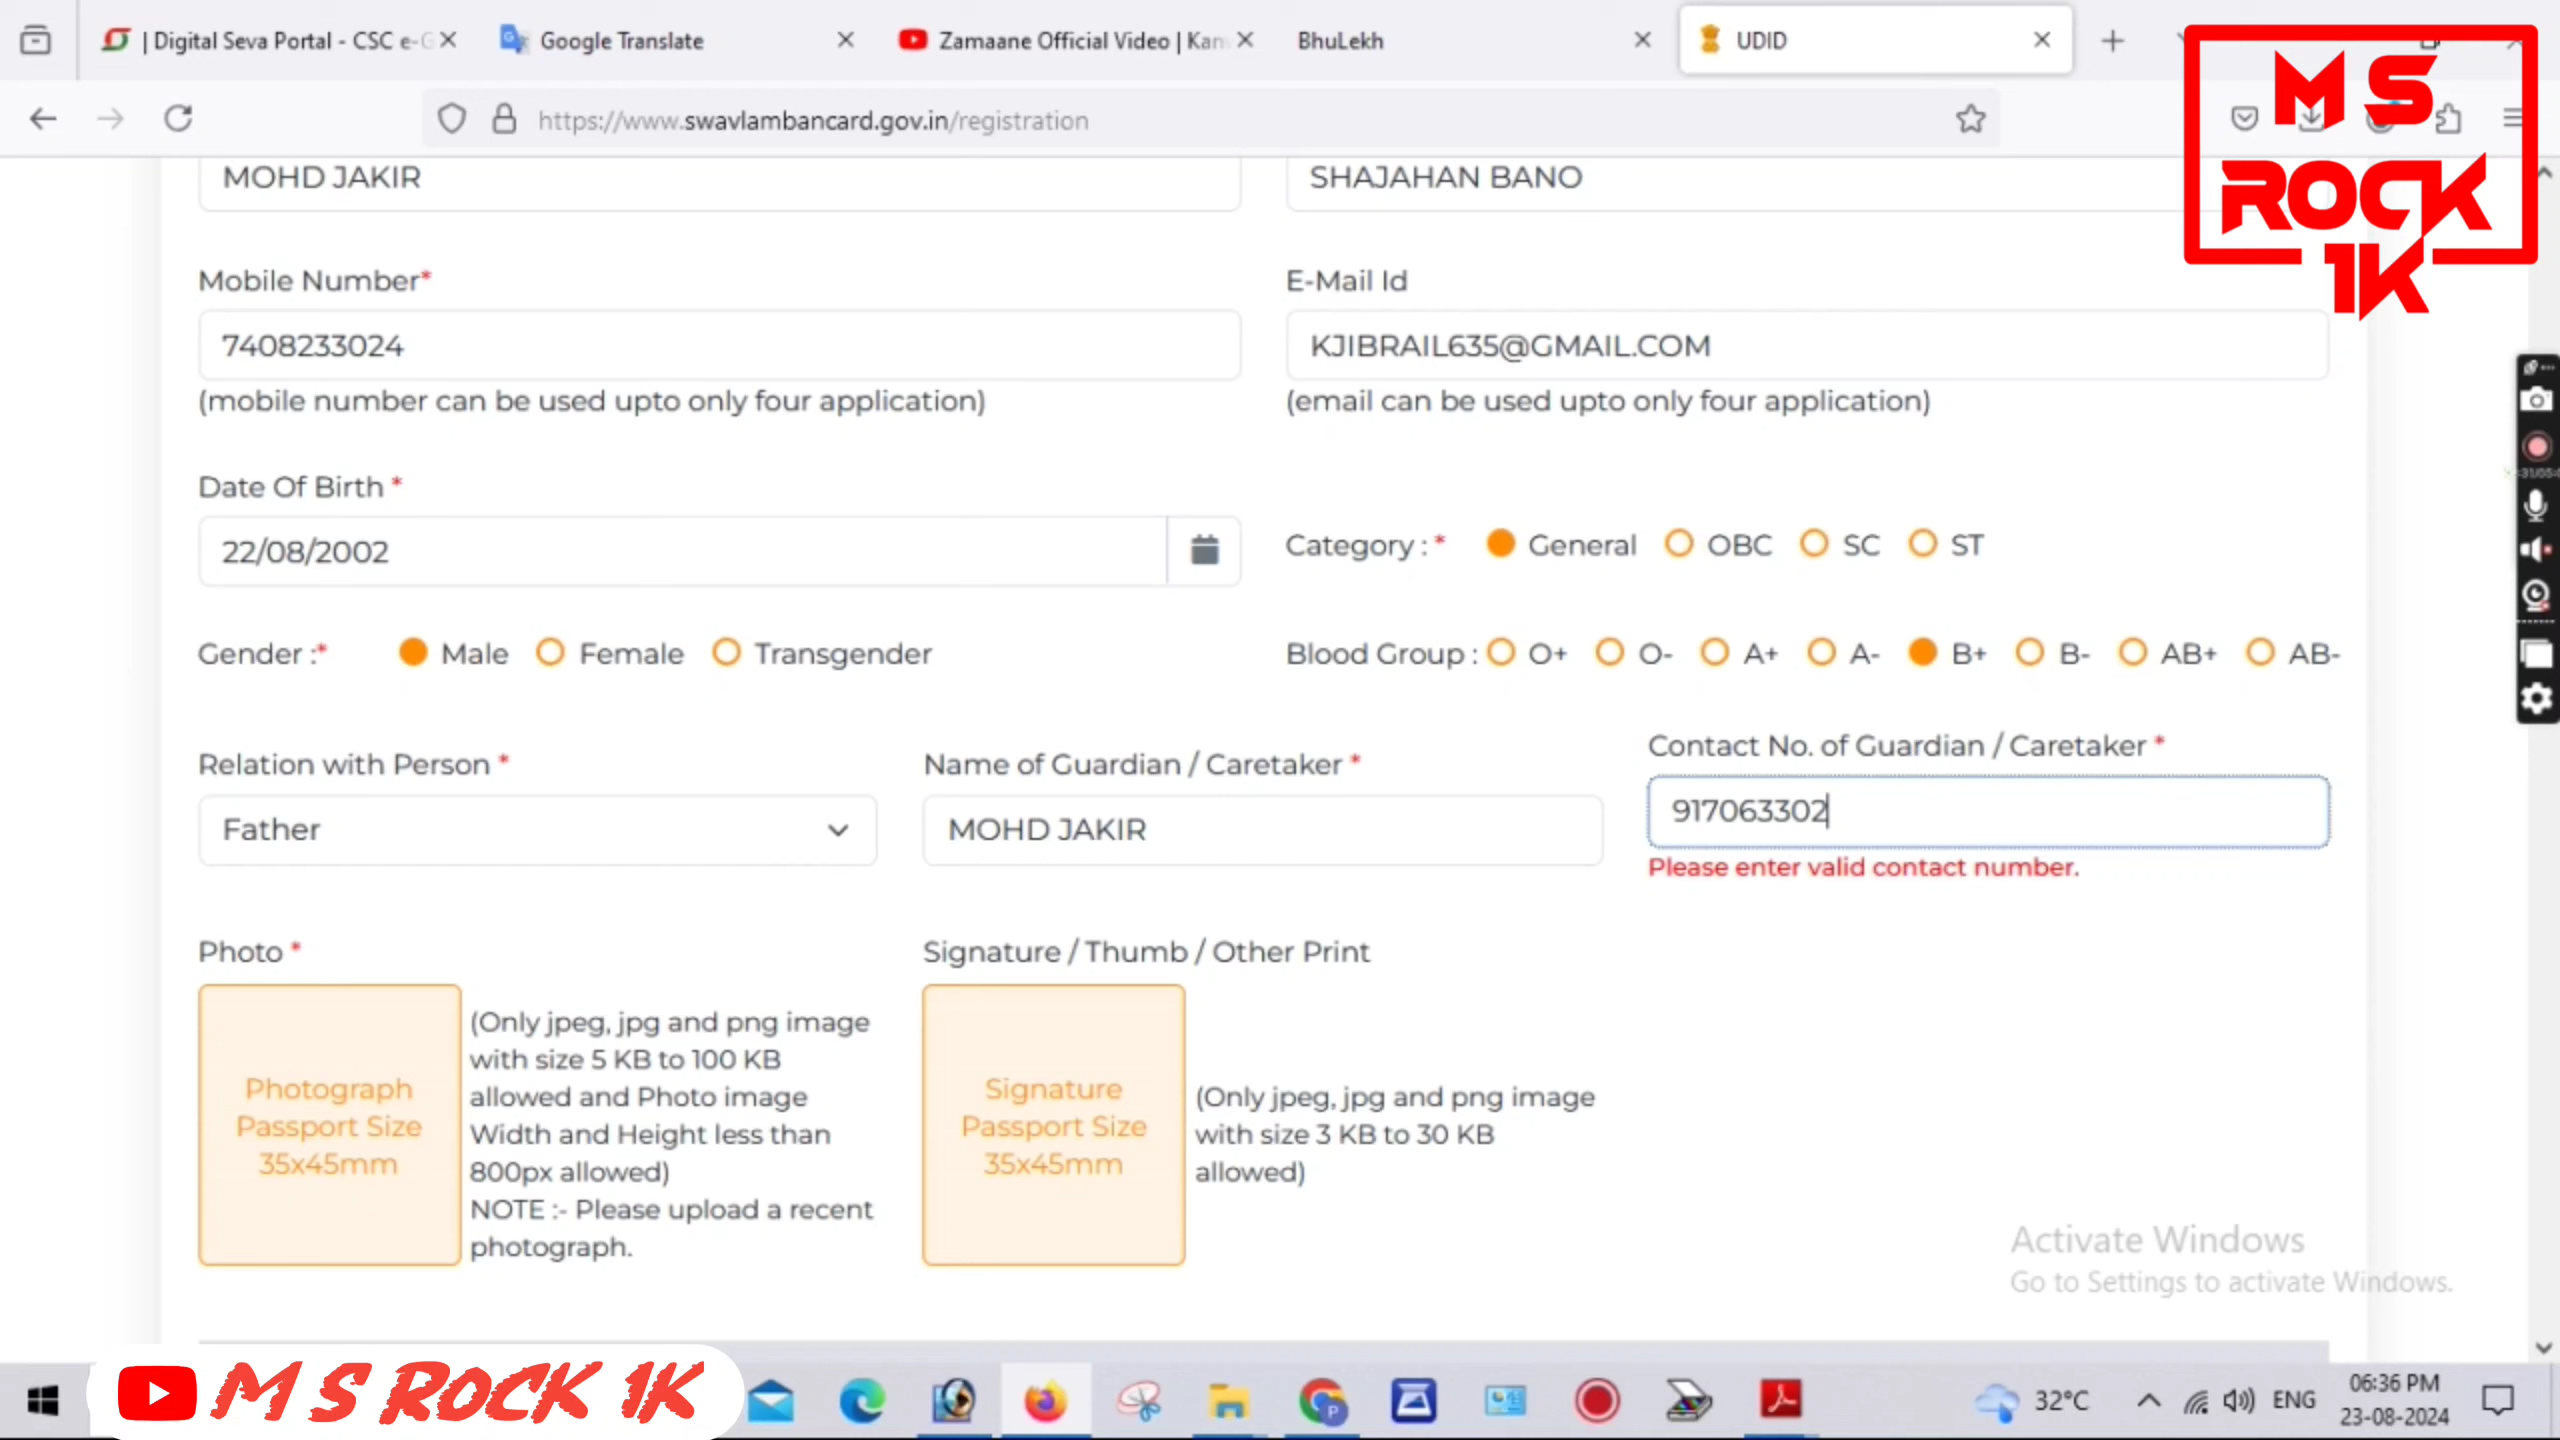 | Digital Seva Portal - CSC e-G
Google Translate
Zamaane Official Video | Kan
BhuLekh
UDID
https://www.swavlambancard.gov.in/registration
MS
ROCK
1K
MOHD JAKIR
SHAJAHAN BANO
Mobile Number*
E-Mail Id
7408233024
KJIBRAIL635@GMAIL.COM
(mobile number can be used upto only four application)
(email can be used upto only four application)
Date Of Birth *
22/08/2002
Category : * General OBC SC ST
Gender :* Male Female Transgender
Blood Group : O+ O- A+ A- B+ B- AB+ AB-
Relation with Person *
Name of Guardian / Caretaker *
Contact No. of Guardian / Caretaker *
Father
MOHD JAKIR
917063302
Please enter valid contact number.
Photo *
Signature / Thumb / Other Print
Photograph
Passport Size
35x45mm
(Only jpeg, jpg and png image
with size 5 KB to 100 KB
allowed and Photo image
Width and Height less than
800px allowed)
NOTE :- Please upload a recent
photograph.
Signature
Passport Size
35x45mm
(Only jpeg, jpg and png image
with size 3 KB to 30 KB
allowed)
Activate Windows
Go to Settings to activate Windows.
M S ROCK 1K
32°C
ENG
06:36 PM
23-08-2024